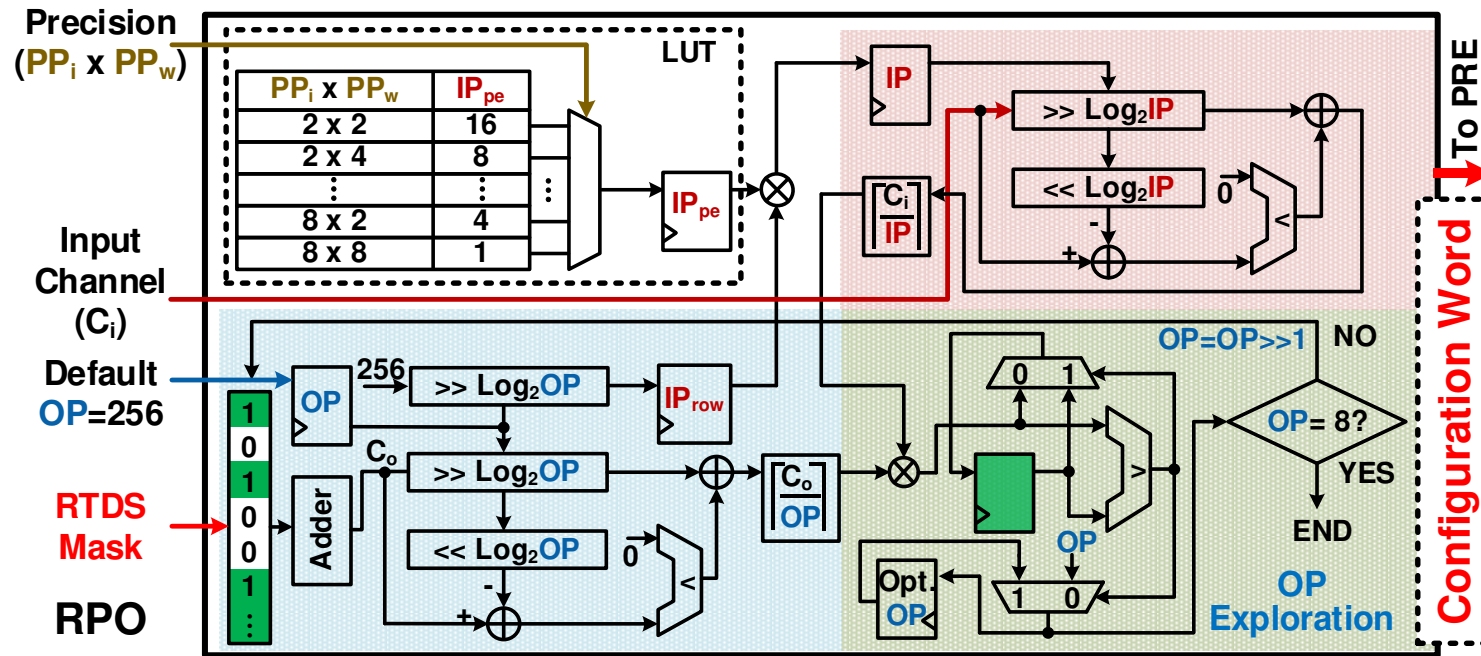 Precision
(PPi x PPw)
LUT
PPi x PPw IPpe
2 x 2 16
2 x 4 8
⋮ ⋮ ⋮
8 x 2 4
8 x 8 1
IPpe
IP
>> Log2IP
<< Log2IP
0
<
-
+
⌈Ci/IP⌉
To PRE
Configuration Word
Input
Channel
(Ci)
Default
OP=256
OP
256
>> Log2OP
IProw
Co
>> Log2OP
<< Log2OP
0
<
-
+
⌈Co/OP⌉
1
0
1
0
0
1
⋮
Adder
RTDS
Mask
RPO
OP=OP>>1
NO
0 1
>
OP= 8?
YES
END
OP
Opt.
OP
1 0
OP
Exploration